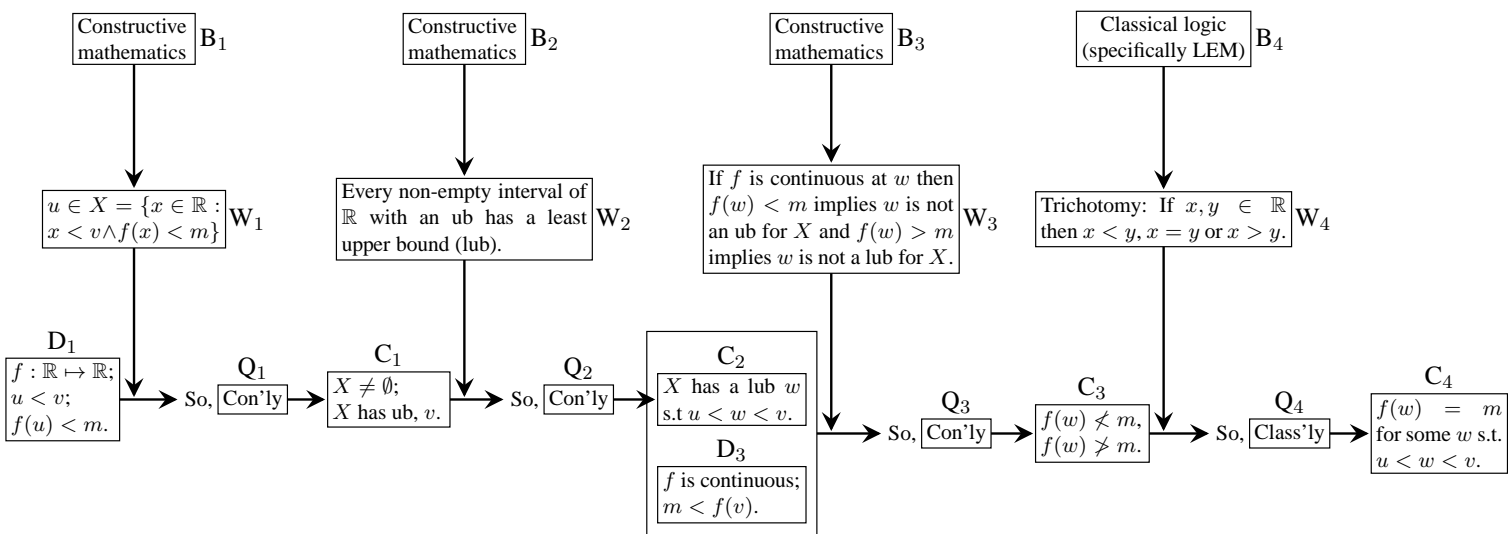 Constructive
mathematics
B₁
Constructive
mathematics
B₂
Constructive
mathematics
B₃
Classical logic
(specifically LEM)
B₄
u ∈ X = {x ∈ ℝ :
x < v∧f(x) < m}
W₁
Every non-empty interval of
ℝ with an ub has a least
upper bound (lub).
W₂
If f is continuous at w then
f(w) < m implies w is not
an ub for X and f(w) > m
implies w is not a lub for X.
W₃
Trichotomy: If x, y ∈ ℝ
then x < y, x = y or x > y.
W₄
D₁
f : ℝ ↦ ℝ;
u < v;
f(u) < m.
So,
Q₁
Con'ly
C₁
X ≠ ∅;
X has ub, v.
So,
Q₂
Con'ly
C₂
X has a lub w
s.t u < w < v.
D₃
f is continuous;
m < f(v).
So,
Q₃
Con'ly
C₃
f(w) ≮ m,
f(w) ≯ m.
So,
Q₄
Class'ly
C₄
f(w) = m
for some w s.t.
u < w < v.